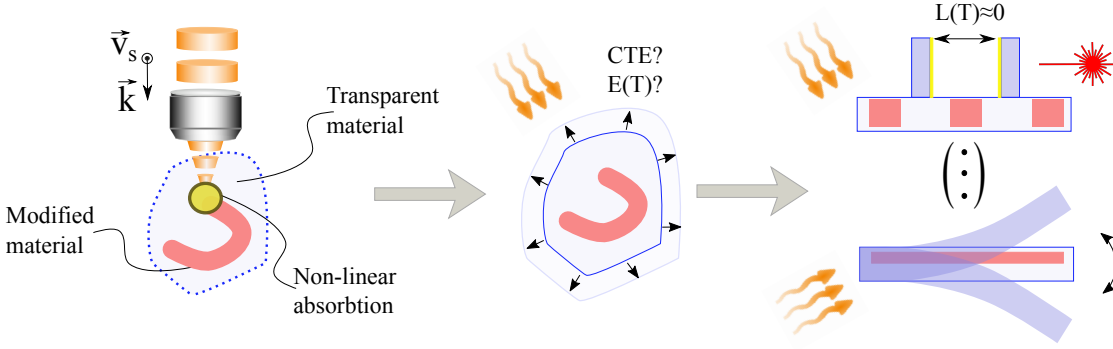 v⃗s
k⃗
Transparent
material
Modified
material
Non-linear
absorbtion
CTE?
E(T)?
L(T)≈0